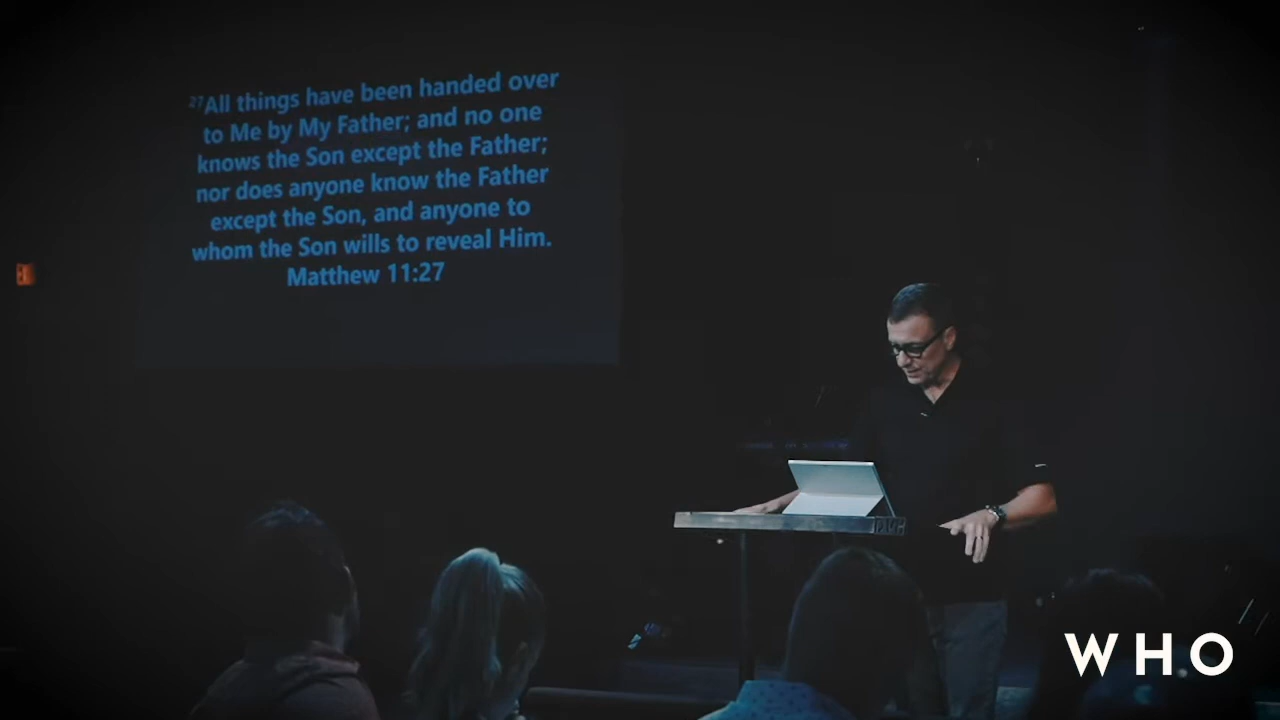 27All things have been handed over
to Me by My Father; and no one
knows the Son except the Father;
nor does anyone know the Father
except the Son, and anyone to
whom the Son wills to reveal Him.
Matthew 11:27
WHO